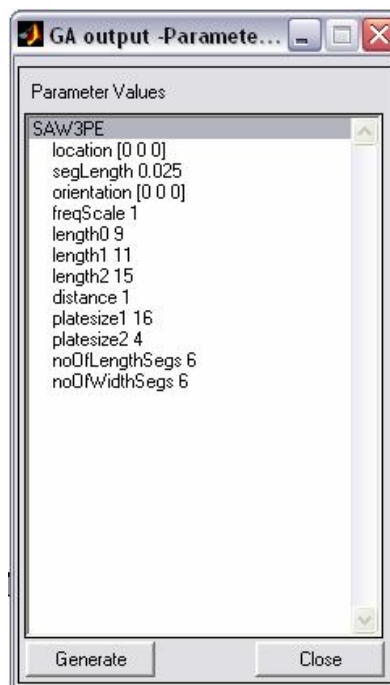 GA output -Paramete...
Parameter Values
SAW3PE
location [0 0 0]
segLength 0.025
orientation [0 0 0]
freqScale 1
length0 9
length1 11
length2 15
distance 1
platesize1 16
platesize2 4
noOfLengthSegs 6
noOfWidthSegs 6
Generate
Close